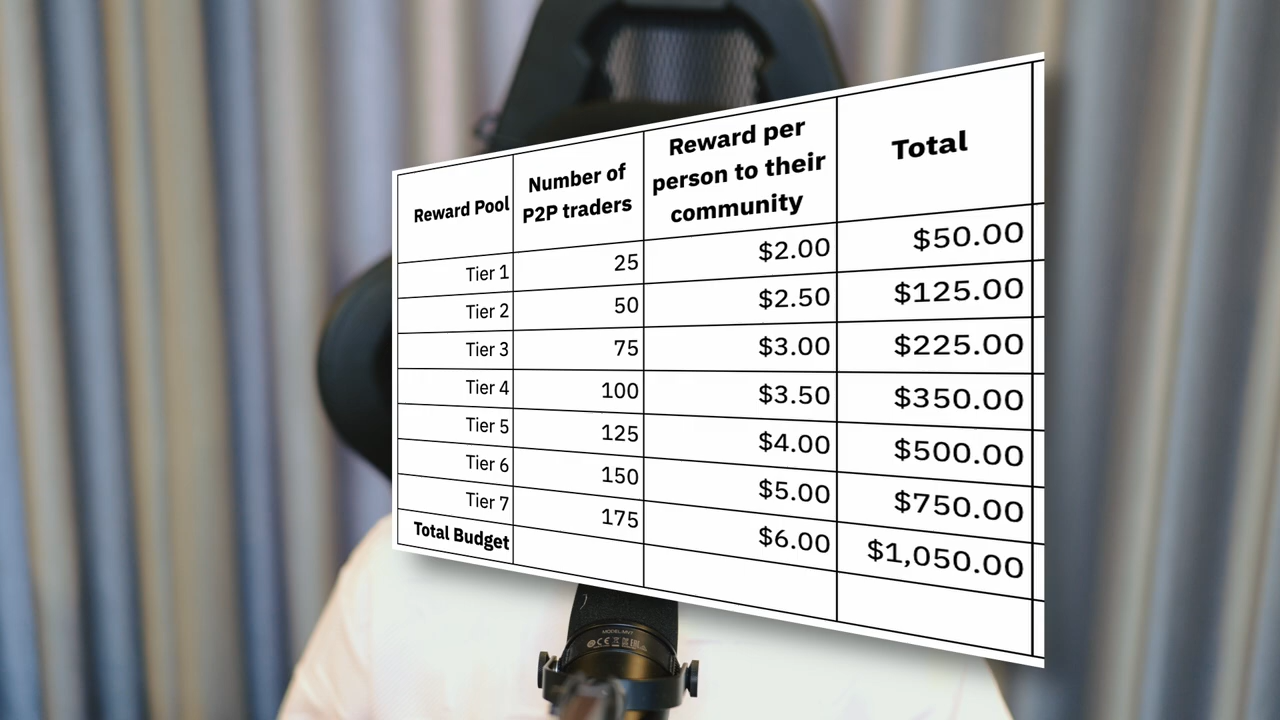 Reward Pool
Number of
P2P traders
Reward per
person to their
community
Total
Tier 1 25 $2.00 $50.00
Tier 2 50 $2.50 $125.00
Tier 3 75 $3.00 $225.00
Tier 4 100 $3.50 $350.00
Tier 5 125 $4.00 $500.00
Tier 6 150 $5.00 $750.00
Tier 7 175 $6.00 $1,050.00
Total Budget
MODEL:MV7